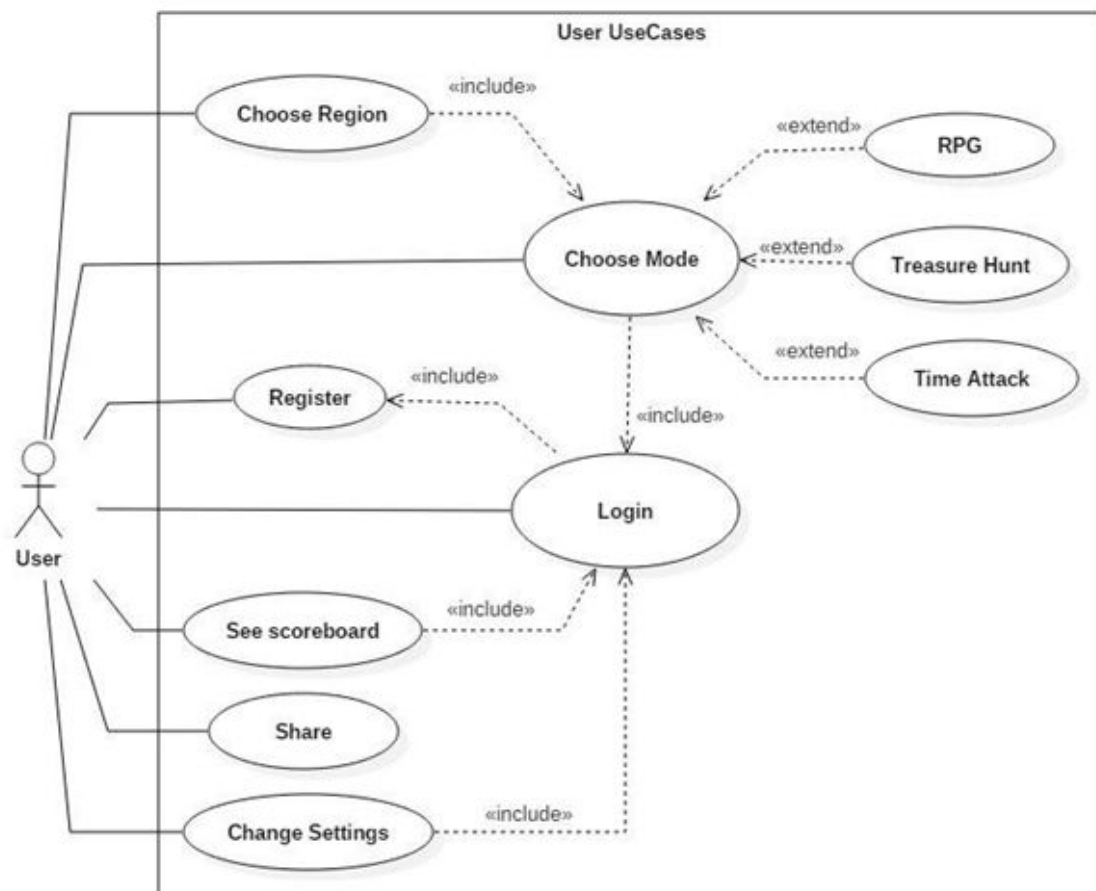 User UseCases
Choose Region
«include»
«extend»
RPG
Choose Mode
«extend»
Treasure Hunt
«extend»
Time Attack
Register
«include»
«include»
Login
User
See scoreboard
«include»
Share
Change Settings
«include»